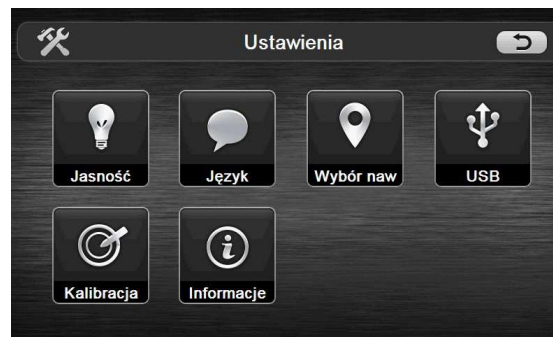 Ustawienia
Jasność
Język
Wybór naw
USB
Kalibracja
Informacje